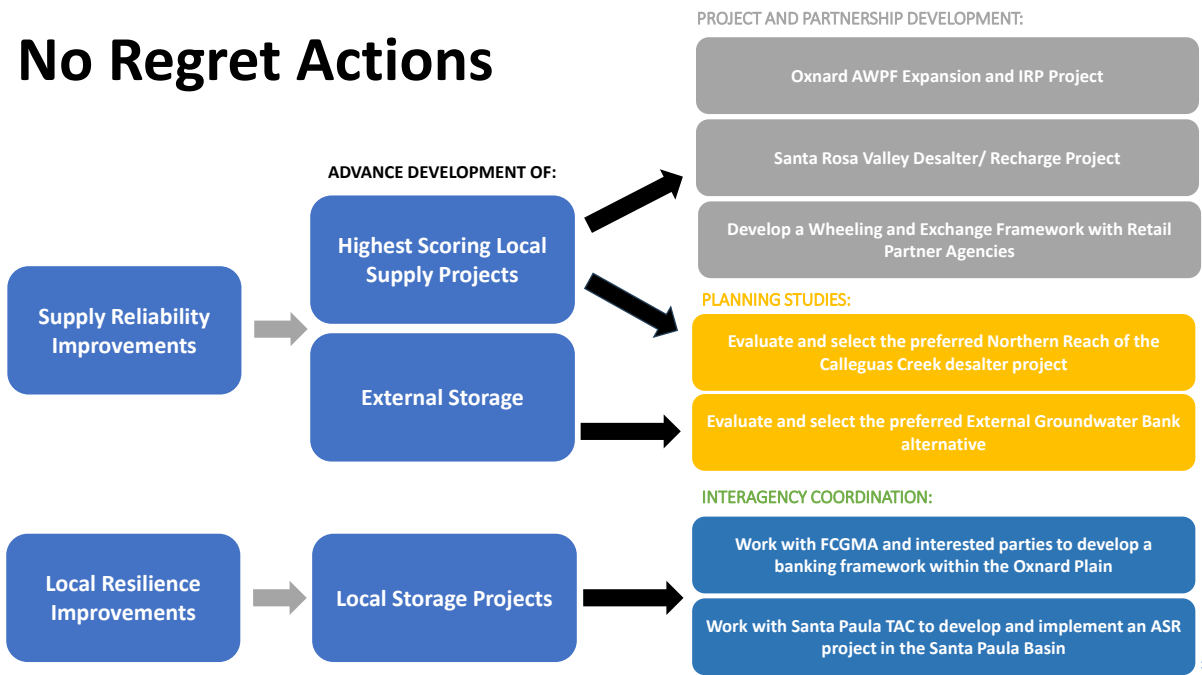 No Regret Actions
PROJECT AND PARTNERSHIP DEVELOPMENT:
Oxnard AWPF Expansion and IRP Project
Santa Rosa Valley Desalter/ Recharge Project
Develop a Wheeling and Exchange Framework with Retail
Partner Agencies
ADVANCE DEVELOPMENT OF:
Highest Scoring Local
Supply Projects
Supply Reliability
Improvements
External Storage
PLANNING STUDIES:
Evaluate and select the preferred Northern Reach of the
Calleguas Creek desalter project
Evaluate and select the preferred External Groundwater Bank
alternative
INTERAGENCY COORDINATION:
Local Resilience
Improvements
Local Storage Projects
Work with FCGMA and interested parties to develop a
banking framework within the Oxnard Plain
Work with Santa Paula TAC to develop and implement an ASR
project in the Santa Paula Basin